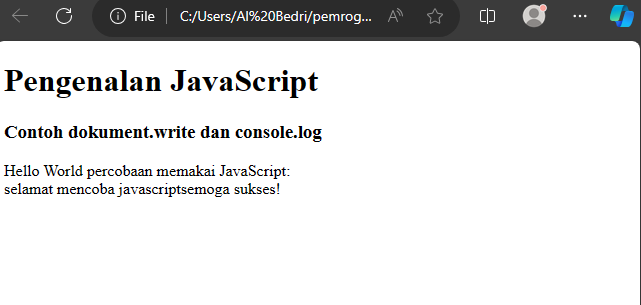 File C:/Users/Al%20Bedri/pemrog...
Pengenalan JavaScript
Contoh dokument.write dan console.log
Hello World percobaan memakai JavaScript:
selamat mencoba javascriptsemoga sukses!